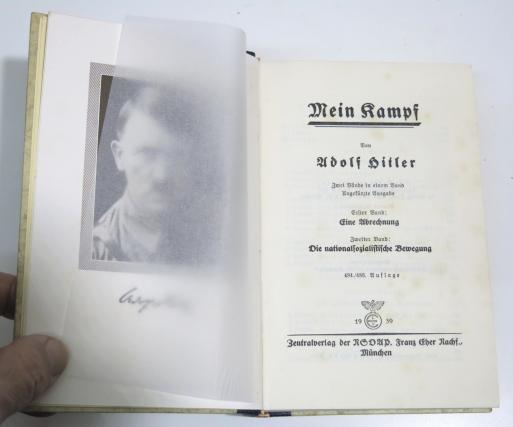 Mein Kampf
Von
Adolf Hitler
Zwei Bände in einem Band
Ungekürzte Ausgabe
Erster Band:
Eine Abrechnung
Zweiter Band:
Die nationalsozialistische Bewegung
19 39
Zentralverlag der NSDAP. Franz Eher Nachf.,
München